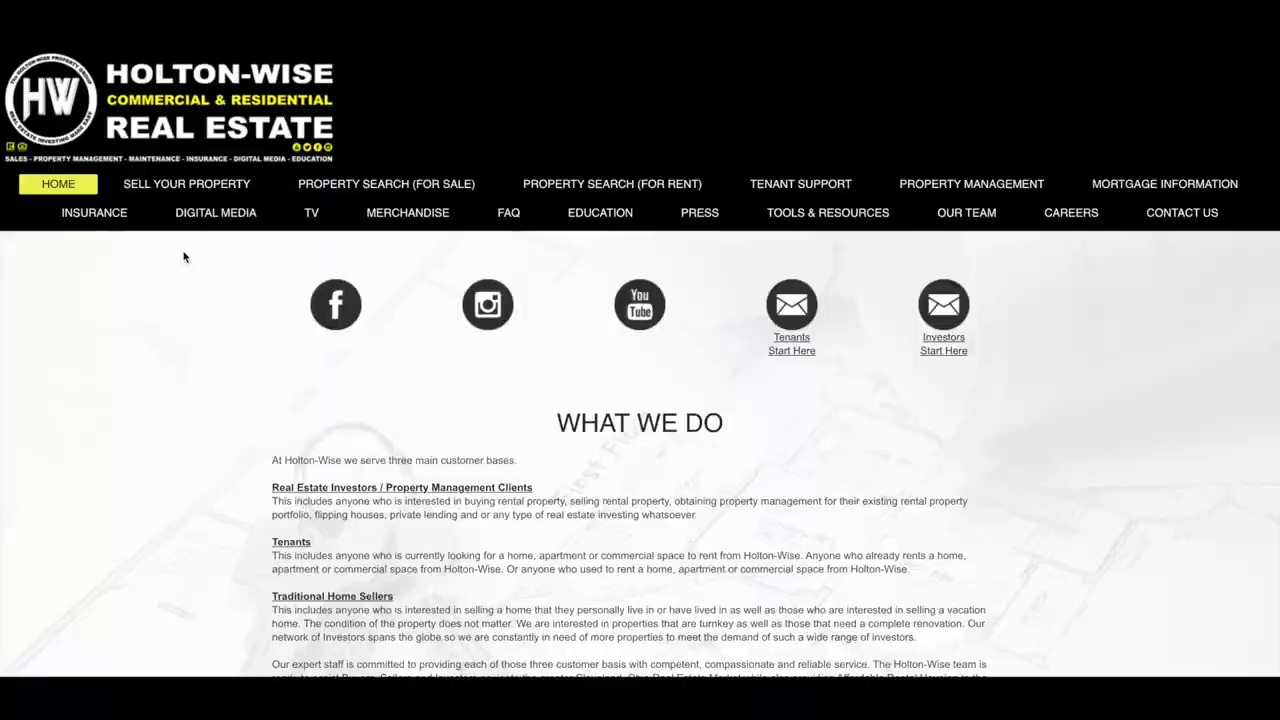 HW
HOLTON-WISE
COMMERCIAL & RESIDENTIAL
REAL ESTATE
SALES - PROPERTY MANAGEMENT - MAINTENANCE - INSURANCE - DIGITAL MEDIA - EDUCATION
HOME SELL YOUR PROPERTY PROPERTY SEARCH (FOR SALE) PROPERTY SEARCH (FOR RENT) TENANT SUPPORT PROPERTY MANAGEMENT MORTGAGE INFORMATION
INSURANCE DIGITAL MEDIA TV MERCHANDISE FAQ EDUCATION PRESS TOOLS & RESOURCES OUR TEAM CAREERS CONTACT US
f
You
Tube
Tenants
Start Here
Investors
Start Here
WHAT WE DO
At Holton-Wise we serve three main customer bases.
Real Estate Investors / Property Management Clients
This includes anyone who is interested in buying rental property, selling rental property, obtaining property management for their existing rental property
portfolio, flipping houses, private lending and or any type of real estate investing whatsoever.
Tenants
This includes anyone who is currently looking for a home, apartment or commercial space to rent from Holton-Wise. Anyone who already rents a home,
apartment or commercial space from Holton-Wise. Or anyone who used to rent a home, apartment or commercial space from Holton-Wise.
Traditional Home Sellers
This includes anyone who is interested in selling a home that they personally live in or have lived in as well as those who are interested in selling a vacation
home. The condition of the property does not matter. We are interested in properties that are turnkey as well as those that need a complete renovation. Our
network of Investors spans the globe so we are constantly in need of more properties to meet the demand of such a wide range of investors.
Our expert staff is committed to providing each of those three customer basis with competent, compassionate and reliable service. The Holton-Wise team is